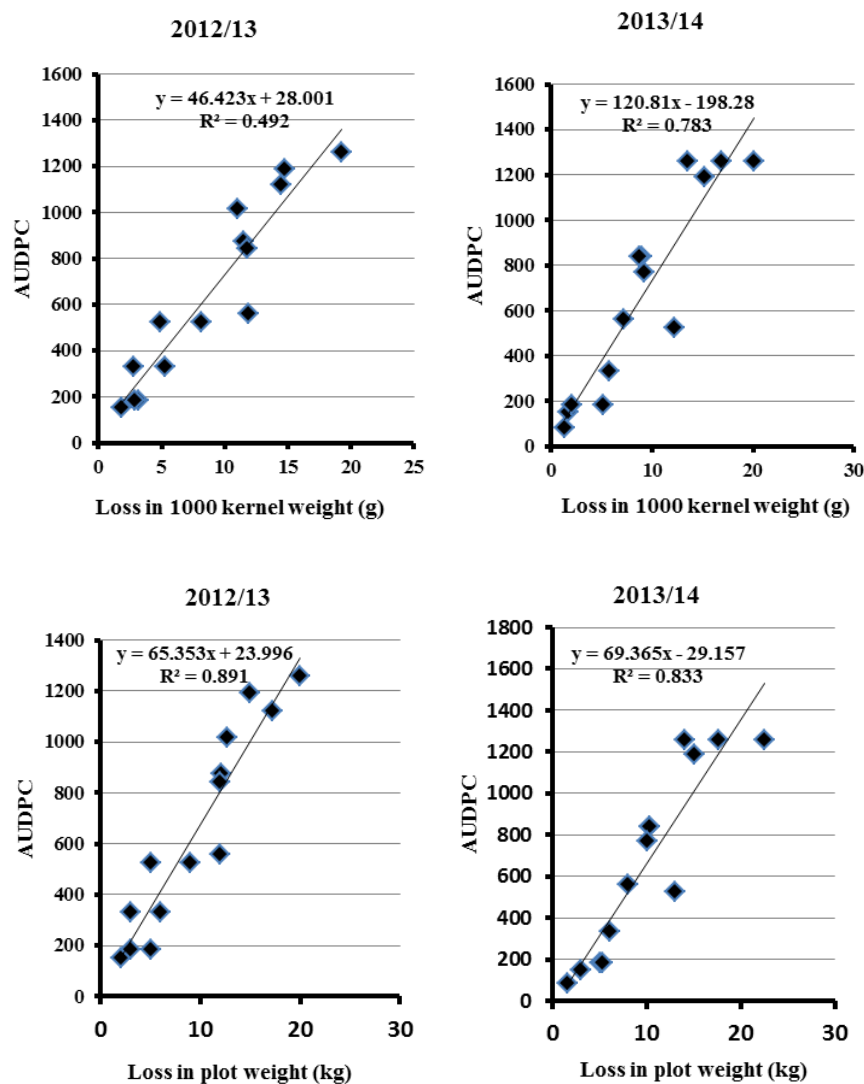 2012/13
1600
1400
1200
1000
800
600
400
200
0
y = 46.423x + 28.001
R² = 0.492
AUDPC
0 5 10 15 20 25
Loss in 1000 kernel weight (g)
2013/14
1600
1400
1200
1000
800
600
400
200
0
y = 120.81x - 198.28
R² = 0.783
AUDPC
0 10 20 30
Loss in 1000 kernel weight (g)
2012/13
1400
1200
1000
800
600
400
200
0
y = 65.353x + 23.996
R² = 0.891
AUDPC
0 10 20 30
Loss in plot weight (kg)
2013/14
1800
1600
1400
1200
1000
800
600
400
200
0
y = 69.365x - 29.157
R² = 0.833
AUDPC
0 10 20 30
Loss in plot weight (kg)